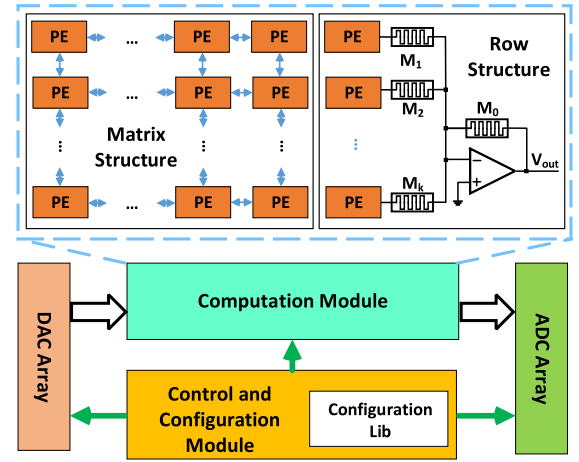 PE ... PE PE
PE ... PE PE
Matrix
Structure
PE ... PE PE
PE
M1
Row
Structure
PE
M2
M0
Vout
PE
Mk
DAC Array
Computation Module
ADC Array
Control and
Configuration
Module
Configuration
Lib